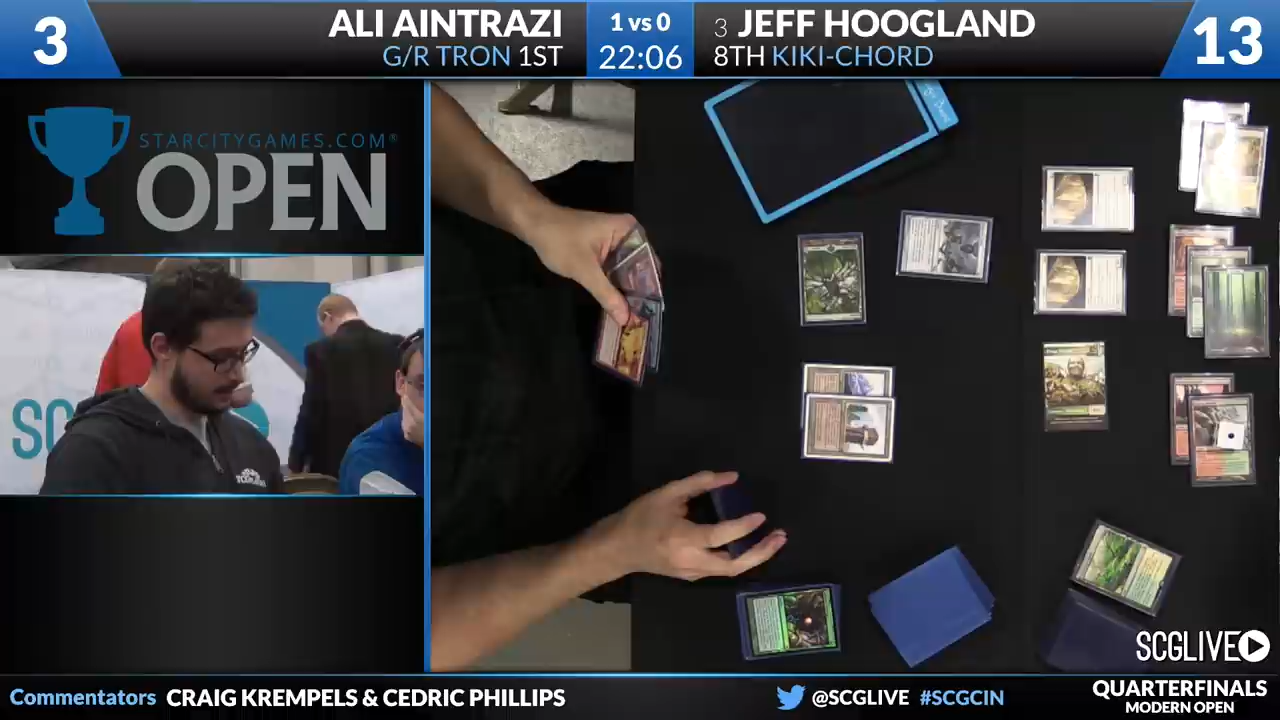 3
ALI AINTRAZI
G/R TRON 1ST
1 vs 0
22:06
3 JEFF HOOGLAND
8TH KIKI-CHORD
13
STARCITYGAMES.COM®
OPEN
SC
SCGLIVE
Commentators CRAIG KREMPELS & CEDRIC PHILLIPS
@SCGLIVE #SCGCIN
QUARTERFINALS
MODERN OPEN